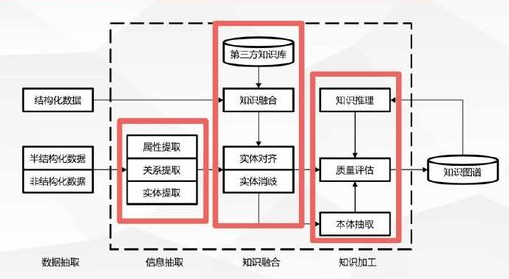 第三方知识库
结构化数据
知识融合
知识推理
属性提取
半结构化数据
关系提取
实体对齐
质量评估
知识图谱
非结构化数据
实体提取
实体消歧
本体抽取
数据抽取
信息抽取
知识融合
知识加工